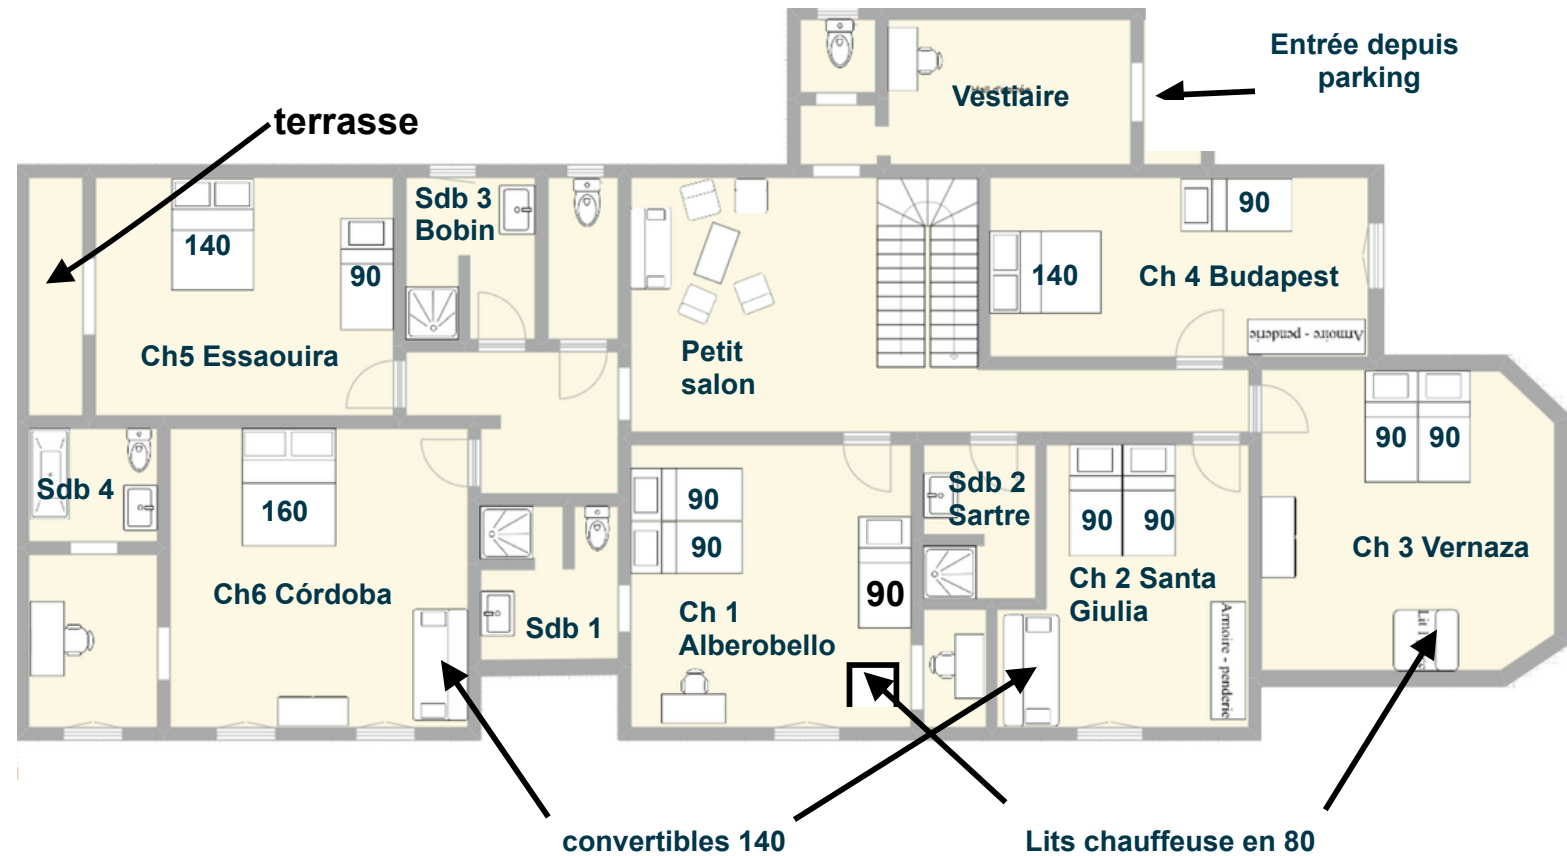 Entrée depuis
parking
Vestiaire
terrasse
Sdb 3
Bobin
140
90
90
140
Ch 4 Budapest
Armoire - penderie
Ch5 Essaouira
Petit
salon
Sdb 4
160
Ch6 Córdoba
Sdb 1
90
90
90
Ch 1
Alberobello
Sdb 2
Sartre
90
90
Ch 2 Santa
Giulia
Armoire - penderie
90
90
Ch 3 Vernaza
Lit
convertibles 140
Lits chauffeuse en 80